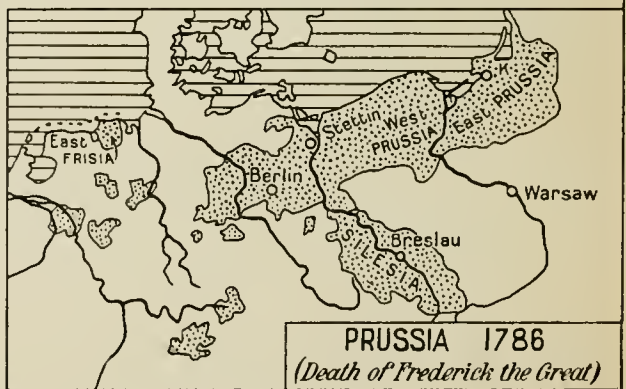 East
FRISIA
Berlin
Stettin
West
PRUSSIA
K
East PRUSSIA
Warsaw
Breslau
SILESIA
PRUSSIA 1786
(Death of Frederick the Great)